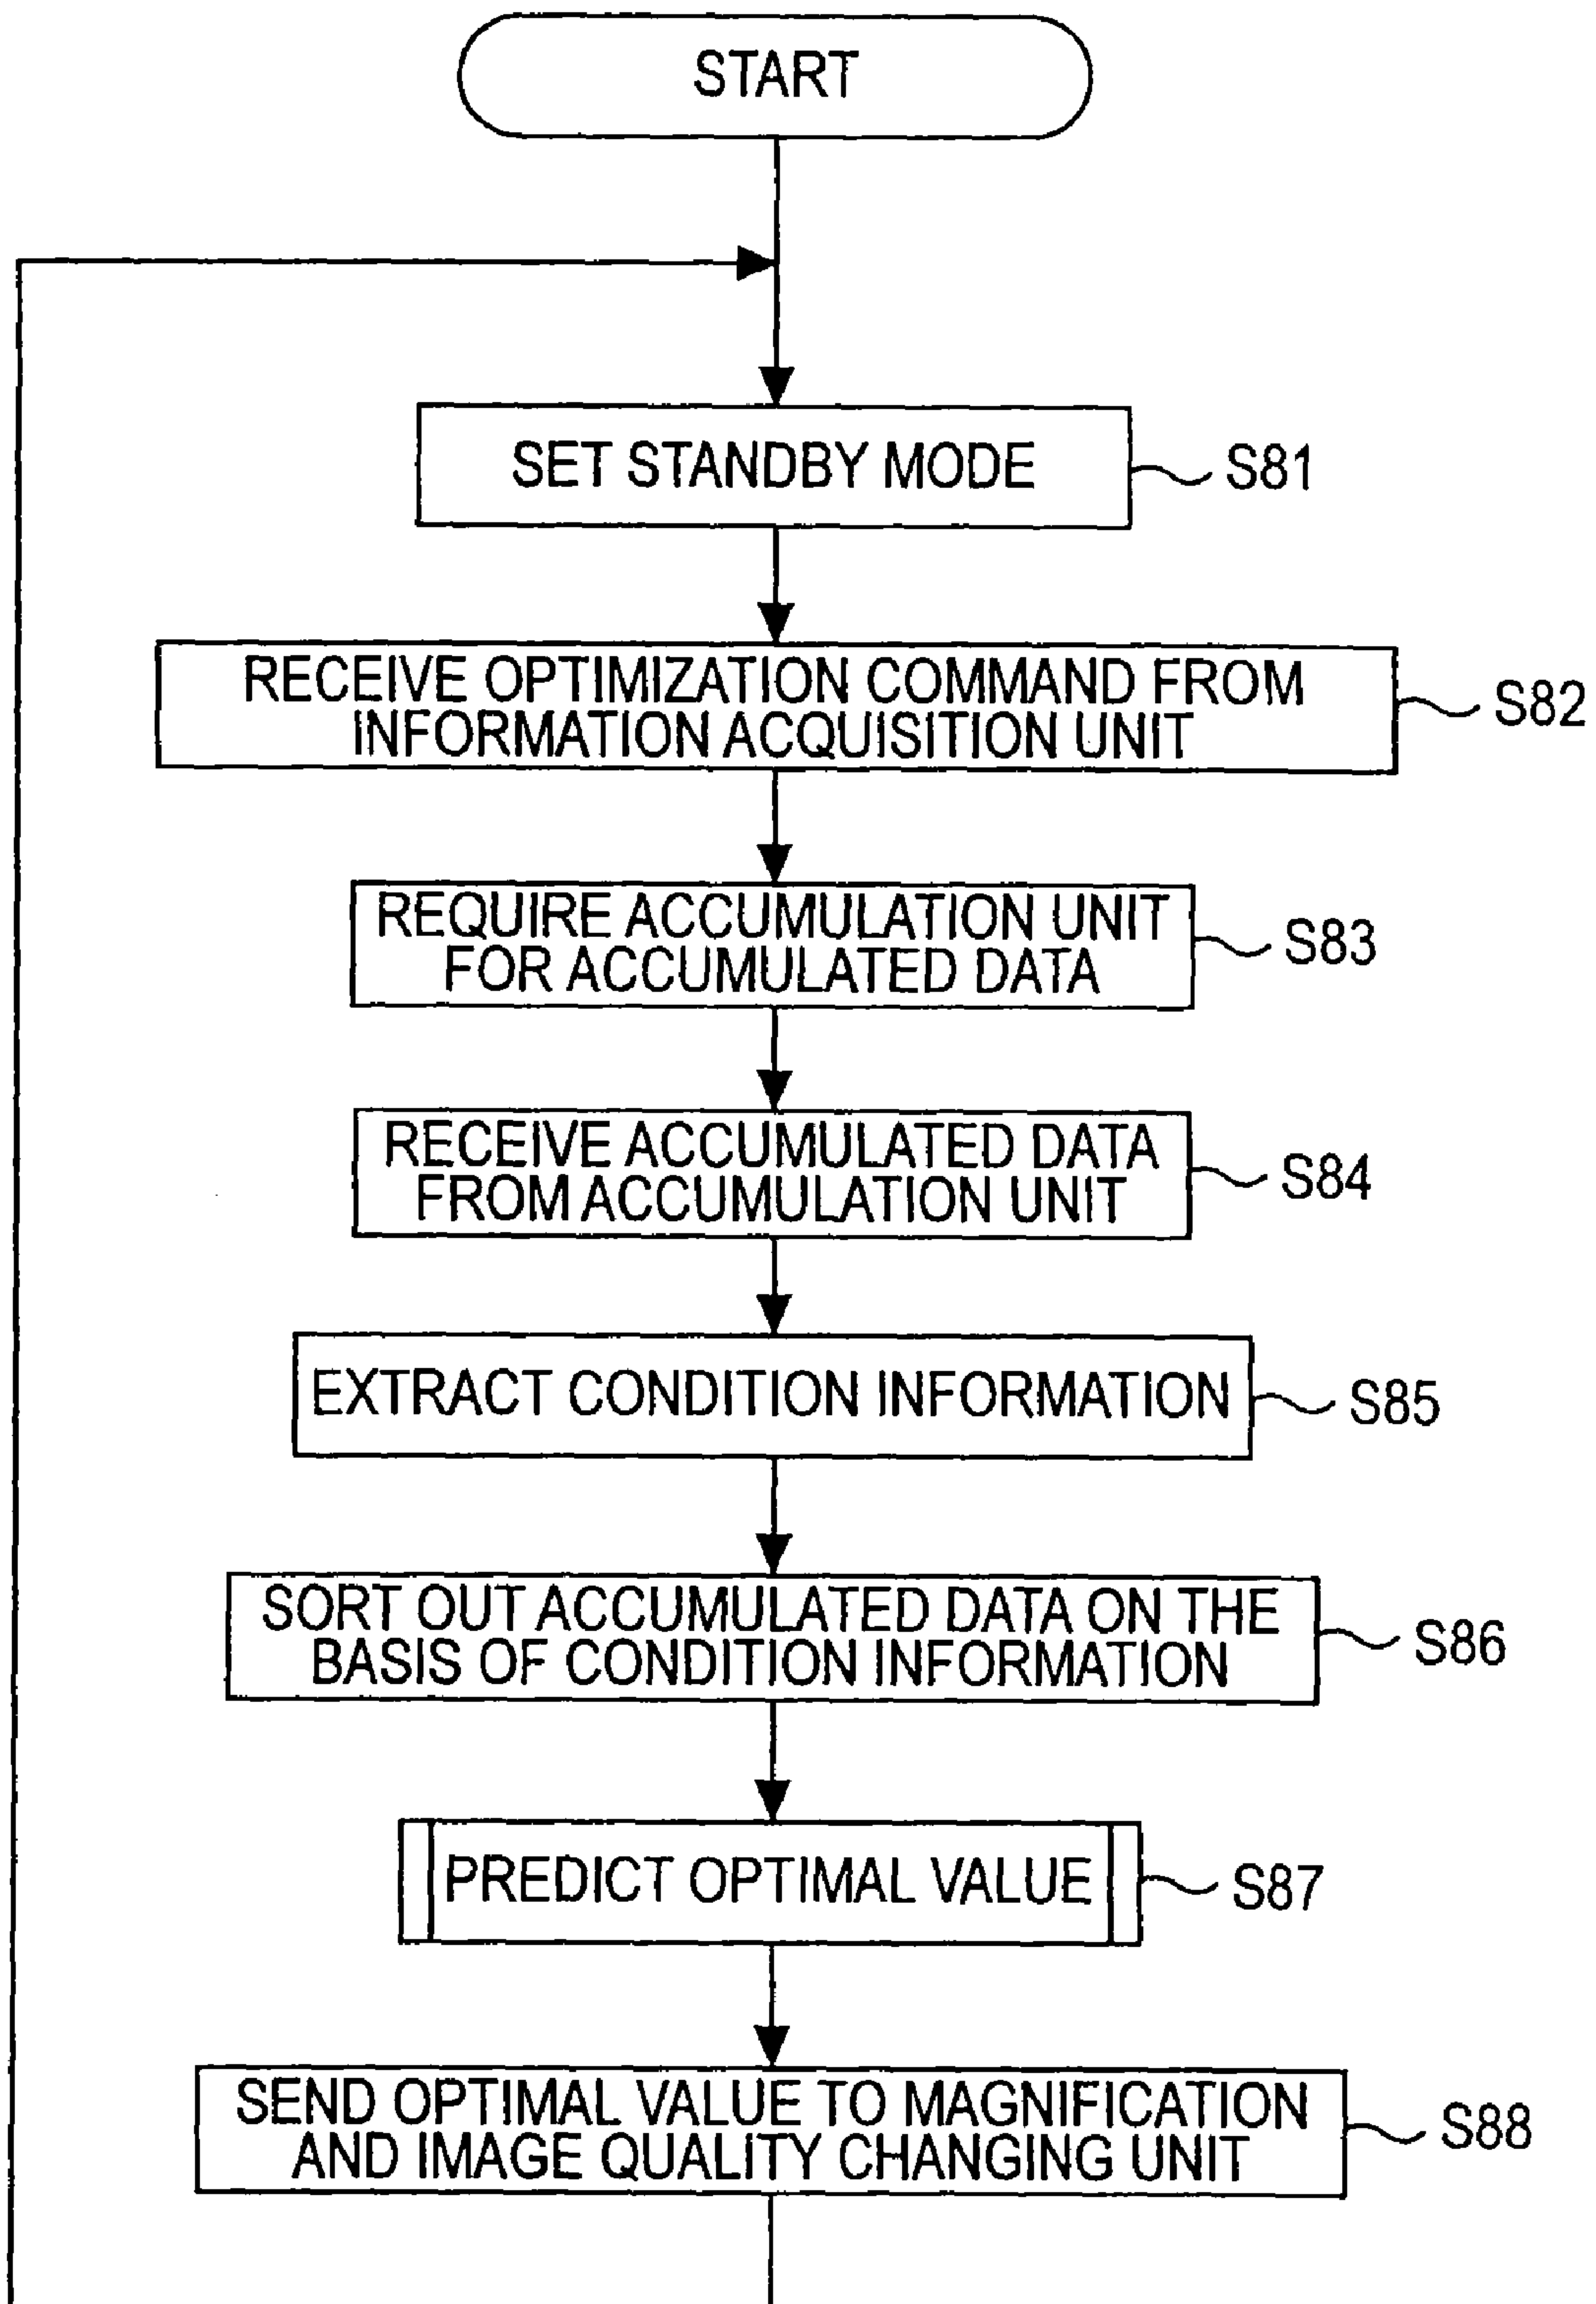 START
SET STANDBY MODE
S81
RECEIVE OPTIMIZATION COMMAND FROM
INFORMATION ACQUISITION UNIT
S82
REQUIRE ACCUMULATION UNIT
FOR ACCUMULATED DATA
S83
RECEIVE ACCUMULATED DATA
FROM ACCUMULATION UNIT
S84
EXTRACT CONDITION INFORMATION
S85
SORT OUT ACCUMULATED DATA ON THE
BASIS OF CONDITION INFORMATION
S86
PREDICT OPTIMAL VALUE
S87
SEND OPTIMAL VALUE TO MAGNIFICATION
AND IMAGE QUALITY CHANGING UNIT
S88